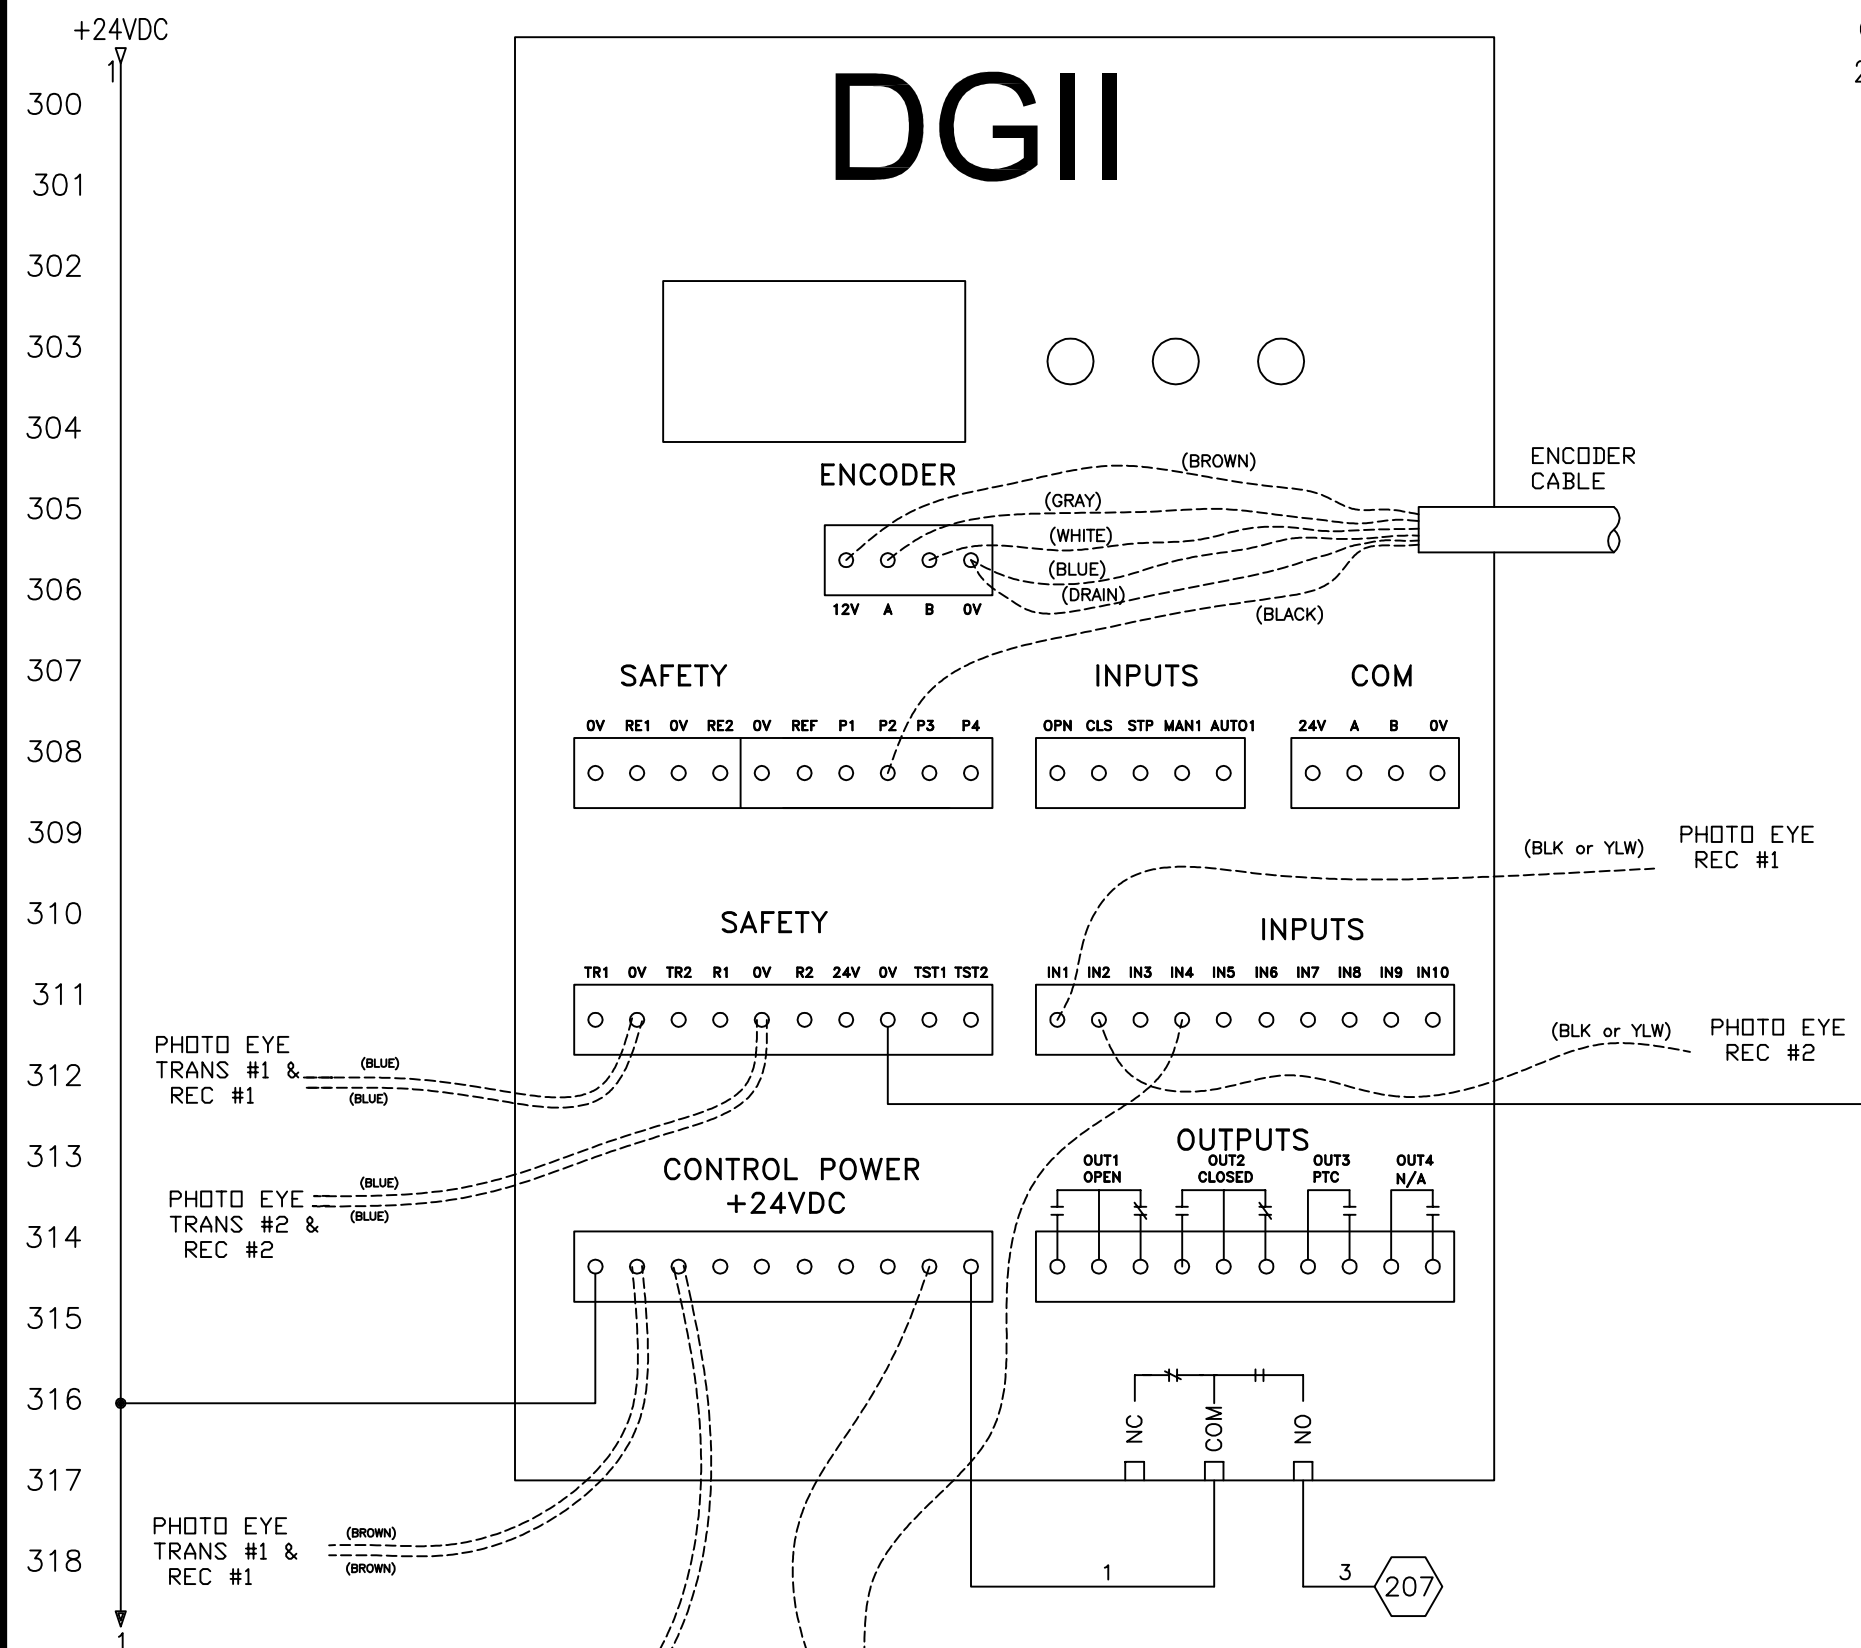 +24VDC
1
300
301
302
303
304
305
306
307
308
309
310
311
312
313
314
315
316
317
318
1
DGII
ENCODER
12V A B 0V
(BROWN)
(GRAY)
(WHITE)
(BLUE)
(DRAIN)
(BLACK)
ENCODER
CABLE
SAFETY
0V RE1 0V RE2 0V REF P1 P2 P3 P4
INPUTS
OPN CLS STP MAN1 AUTO1
COM
24V A B 0V
(BLK or YLW)
PHOTO EYE
REC #1
SAFETY
TR1 0V TR2 R1 0V R2 24V 0V TST1 TST2
INPUTS
IN1 IN2 IN3 IN4 IN5 IN6 IN7 IN8 IN9 IN10
(BLK or YLW)
PHOTO EYE
REC #2
PHOTO EYE
TRANS #1 &
REC #1
(BLUE)
(BLUE)
PHOTO EYE
TRANS #2 &
REC #2
(BLUE)
(BLUE)
CONTROL POWER
+24VDC
OUTPUTS
OUT1
OPEN
OUT2
CLOSED
OUT3
PTC
OUT4
N/A
NC
COM
NO
PHOTO EYE
TRANS #1 &
REC #1
(BROWN)
(BROWN)
1
3
207